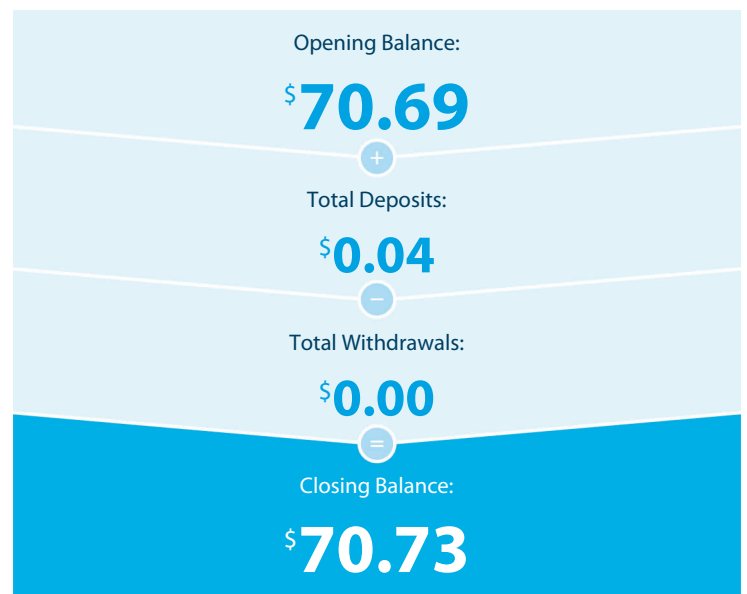 Opening Balance:
$70.69
+
Total Deposits:
$0.04
−
Total Withdrawals:
$0.00
=
Closing Balance:
$70.73